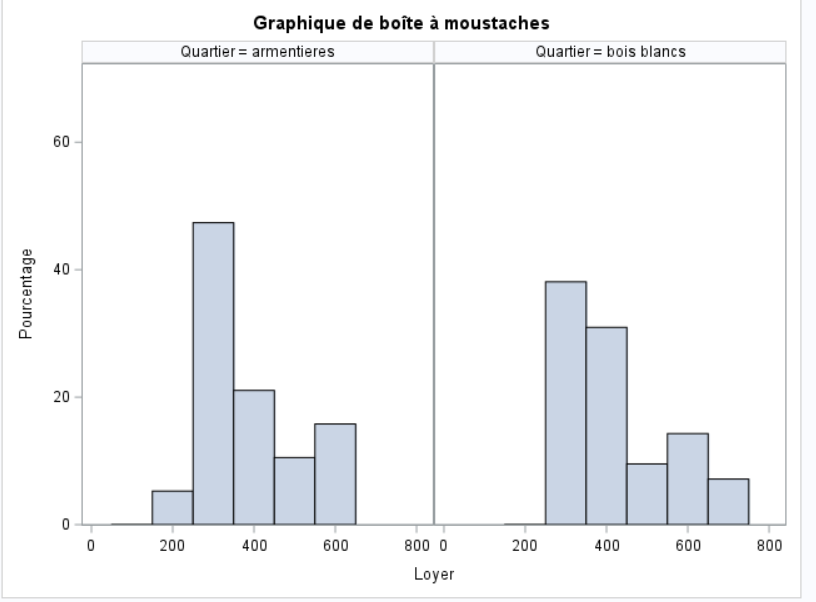 Graphique de boîte à moustaches
Quartier = armentieres
Quartier = bois blancs
Pourcentage
60
40
20
0
0 200 400 600 800 0 200 400 600 800
Loyer